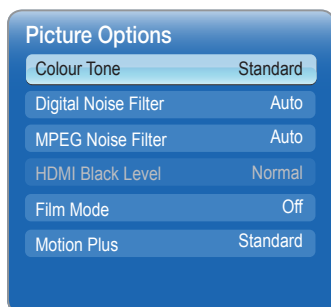 Picture Options
Colour Tone Standard
Digital Noise Filter Auto
MPEG Noise Filter Auto
HDMI Black Level Normal
Film Mode Off
Motion Plus Standard